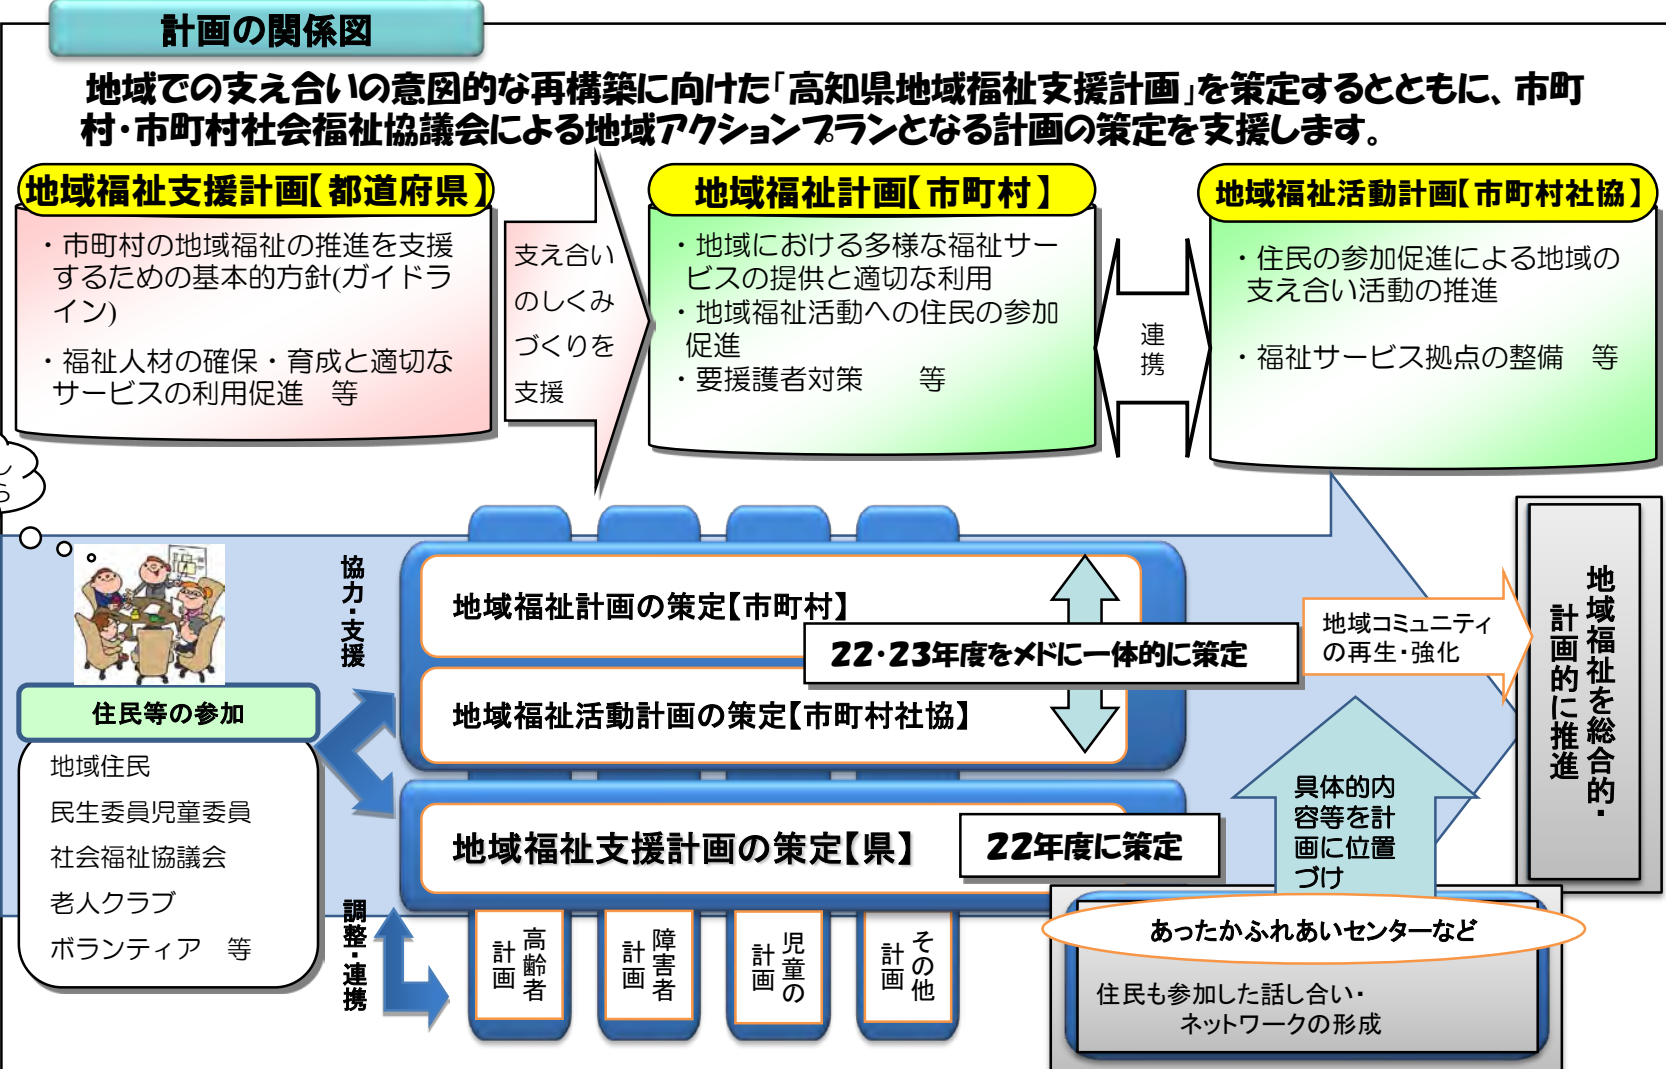 計画の関係図
地域での支え合いの意図的な再構築に向けた「高知県地域福祉支援計画」を策定するとともに、市町
村・市町村社会福祉協議会による地域アクションプランとなる計画の策定を支援します。
地域福祉支援計画【都道府県】
・市町村の地域福祉の推進を支援
するための基本的方針(ガイドラ
イン)
・福祉人材の確保・育成と適切な
サービスの利用促進　等
支え合い
のしくみ
づくりを
支援
地域福祉計画【市町村】
・地域における多様な福祉サー
ビスの提供と適切な利用
・地域福祉活動への住民の参加
促進
・要援護者対策　　等
連携
地域福祉活動計画【市町村社協】
・住民の参加促進による地域の
支え合い活動の推進
・福祉サービス拠点の整備　等
し
ら
協力・支援
住民等の参加
地域住民
民生委員児童委員
社会福祉協議会
老人クラブ
ボランティア　等
調整・連携
地域福祉計画の策定【市町村】
22・23年度をメドに一体的に策定
地域福祉活動計画の策定【市町村社協】
地域福祉支援計画の策定【県】
22年度に策定
高齢者
計画
障害者
計画
児童の
計画
その他
計画
地域コミュニティ
の再生・強化
具体的内
容等を計
画に位置
づけ
あったかふれあいセンターなど
住民も参加した話し合い・
ネットワークの形成
地域福祉を総合的・
計画的に推進